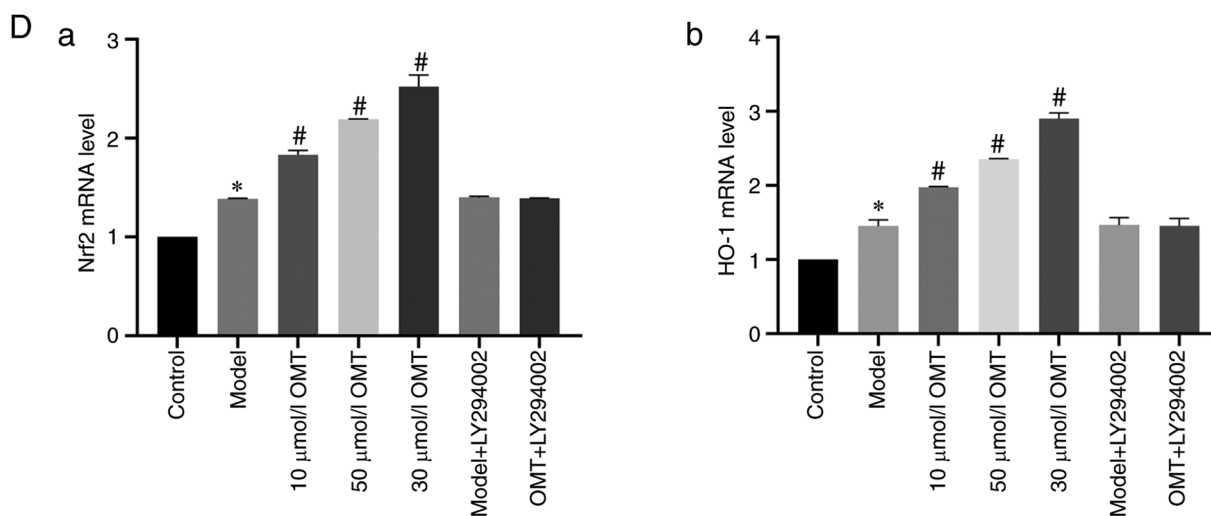 D
a
Nrf2 mRNA level
3
2
1
0
#
#
#
*
Control
Model
10 μmol/l OMT
50 μmol/l OMT
30 μmol/l OMT
Model+LY294002
OMT+LY294002
b
HO-1 mRNA level
4
3
2
1
0
#
#
#
*
Control
Model
10 μmol/l OMT
50 μmol/l OMT
30 μmol/l OMT
Model+LY294002
OMT+LY294002